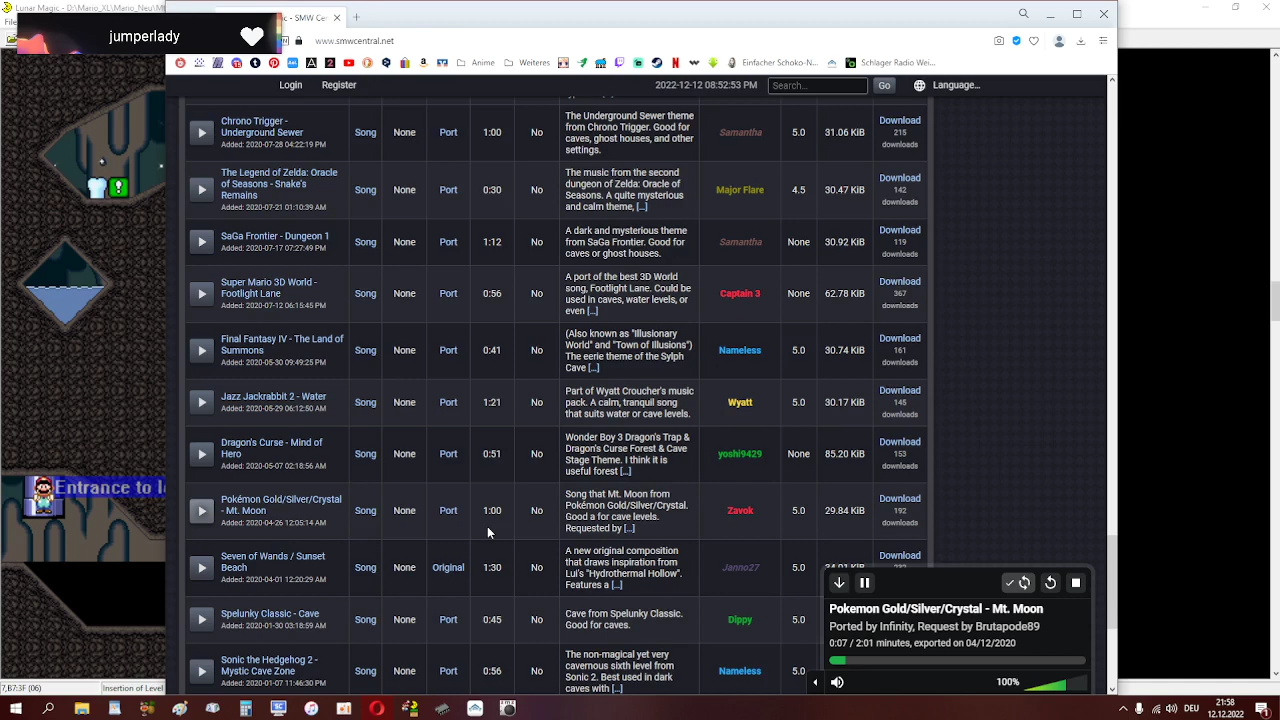 Lunar Magic - D:\Mario_XL\Mario_Neu\M
jumperlady
www.smwcentral.net
Anime
Weiteres
Einfacher Schoko-N...
Schlager Radio Wei...
Login
Register
2022-12-12 08:52:53 PM
Search...
Go
Language...
Chrono Trigger -
Underground Sewer
Added: 2020-07-28 04:22:19 PM
Song
None
Port
1:00
No
The Underground Sewer theme
from Chrono Trigger. Good for
caves, ghost houses, and other
settings.
Samantha
5.0
31.06 KiB
Download
215
downloads
The Legend of Zelda: Oracle
of Seasons - Snake's
Remains
Added: 2020-07-21 01:10:39 AM
Song
None
Port
0:30
No
The music from the second
dungeon of Zelda: Oracle of
Seasons. A quite mysterious
and calm theme, [...]
Major Flare
4.5
30.47 KiB
Download
142
downloads
SaGa Frontier - Dungeon 1
Added: 2020-07-17 07:27:49 PM
Song
None
Port
1:12
No
A dark and mysterious theme
from SaGa Frontier. Good for
caves or ghost houses.
Samantha
None
30.92 KiB
Download
119
downloads
Super Mario 3D World -
Footlight Lane
Added: 2020-07-12 06:15:45 PM
Song
None
Port
0:56
No
A port of the best 3D World
song, Footlight Lane. Could be
used in caves, water levels, or
even [...]
Captain 3
None
62.78 KiB
Download
367
downloads
Final Fantasy IV - The Land of
Summons
Added: 2020-05-30 09:49:25 PM
Song
None
Port
0:41
No
(Also known as "Illusionary
World" and "Town of Illusions")
The eerie theme of the Sylph
Cave [...]
Nameless
5.0
30.74 KiB
Download
161
downloads
Jazz Jackrabbit 2 - Water
Added: 2020-05-29 06:12:50 AM
Song
None
Port
1:21
No
Part of Wyatt Croucher's music
pack. A calm, tranquil song
that suits water or cave levels.
Wyatt
5.0
30.17 KiB
Download
145
downloads
Dragon's Curse - Mind of
Hero
Added: 2020-05-07 02:18:56 AM
Song
None
Port
0:51
No
Wonder Boy 3 Dragon's Trap &
Dragon's Curse Forest & Cave
Stage Theme. I think it is
useful forest [...]
yoshi9429
None
85.20 KiB
Download
153
downloads
Entrance to l
Pokémon Gold/Silver/Crystal
- Mt. Moon
Added: 2020-04-26 12:05:14 AM
Song
None
Port
1:00
No
Song that Mt. Moon from
Pokémon Gold/Silver/Crystal.
Good a for cave levels.
Requested by [...]
Zavok
5.0
29.84 KiB
Download
192
downloads
Seven of Wands / Sunset
Beach
Added: 2020-04-01 12:20:29 AM
Song
None
Original
1:30
No
A new original composition
that draws inspiration from
Lui's "Hydrothermal Hollow".
Features a [...]
Janno27
5.0
Download
Spelunky Classic - Cave
Added: 2020-01-30 03:18:59 AM
Song
None
Port
0:45
No
Cave from Spelunky Classic.
Good for caves.
Dippy
5.0
Sonic the Hedgehog 2 -
Mystic Cave Zone
Added: 2020-01-07 11:46:30 PM
Song
None
Port
0:56
No
The non-magical yet very
cavernous sixth level from
Sonic 2. Best used in dark
caves with [...]
Nameless
5.0
Pokemon Gold/Silver/Crystal - Mt. Moon
Ported by Infinity, Request by Brutapode89
0:07 / 2:01 minutes, exported on 04/12/2020
100%
7,B7:3F (06)
Insertion of Level
DEU
21:58
12.12.2022